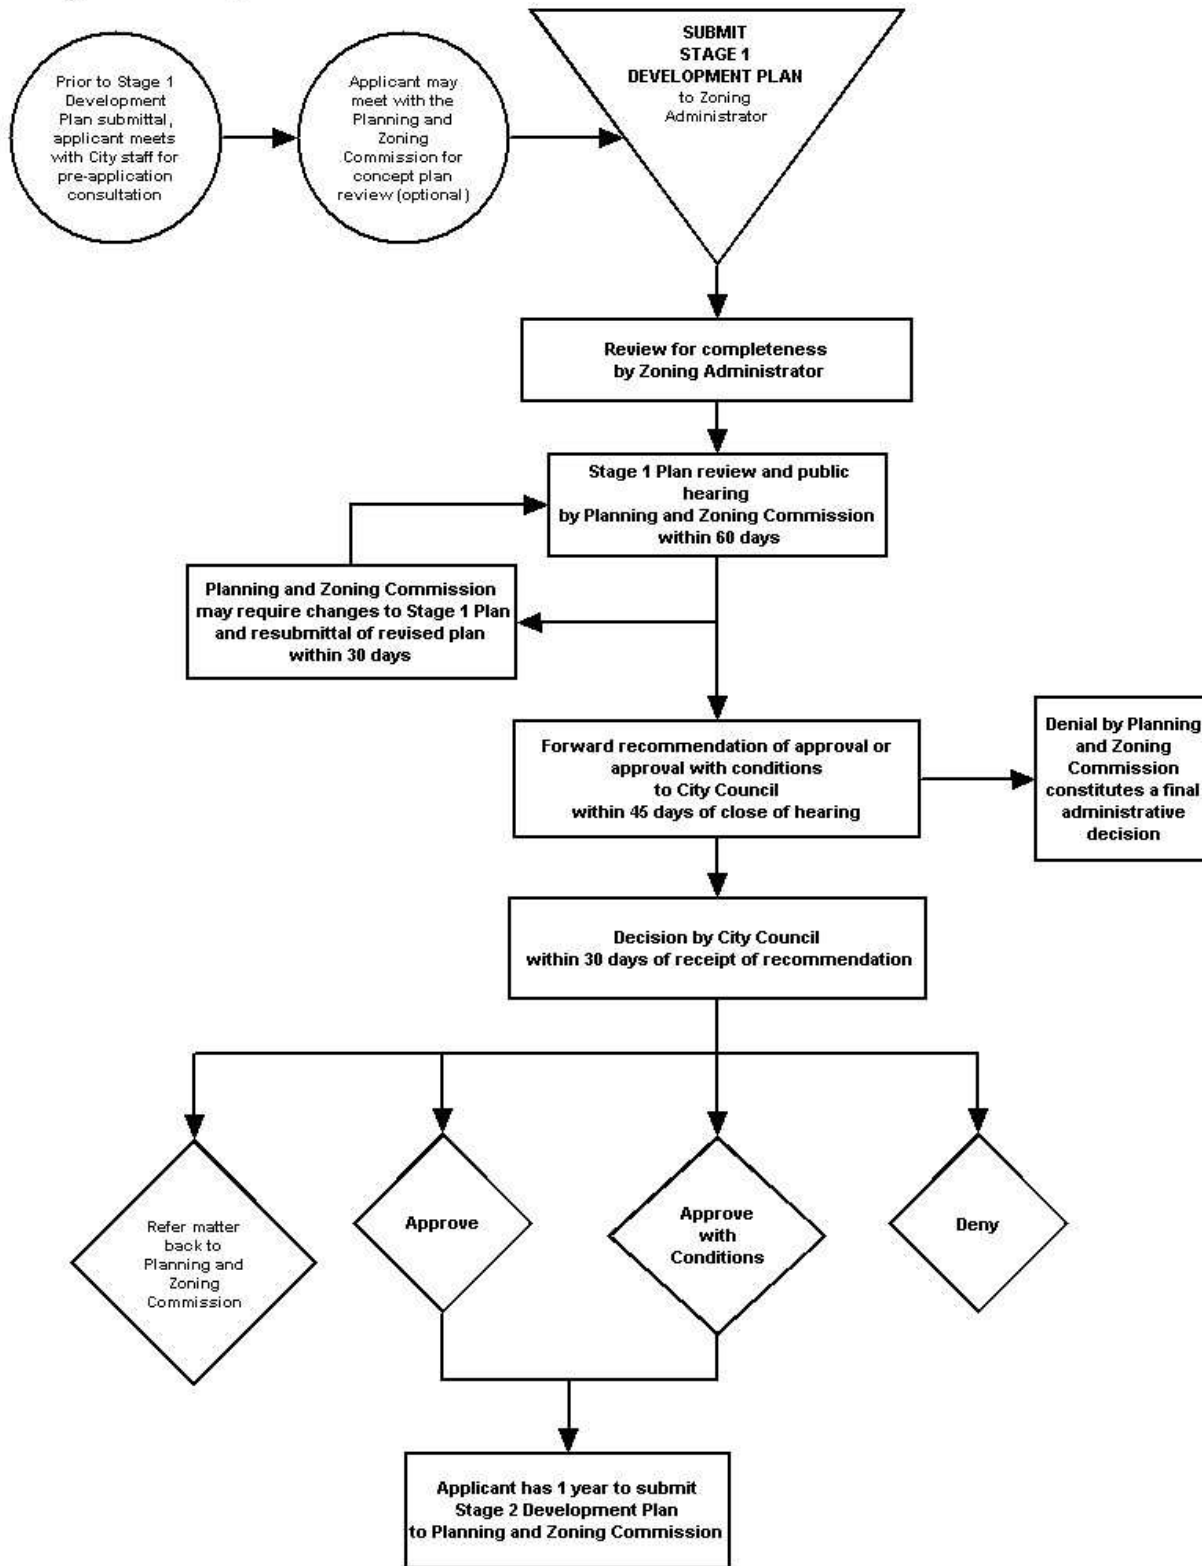 Prior to Stage 1
Development
Plan submittal,
applicant meets
with City staff for
pre-application
consultation
Applicant may
meet with the
Planning and
Zoning
Commission for
concept plan
review (optional)
SUBMIT
STAGE 1
DEVELOPMENT PLAN
to Zoning
Administrator
Review for completeness
by Zoning Administrator
Stage 1 Plan review and public
hearing
by Planning and Zoning Commission
within 60 days
Planning and Zoning Commission
may require changes to Stage 1 Plan
and resubmittal of revised plan
within 30 days
Forward recommendation of approval or
approval with conditions
to City Council
within 45 days of close of hearing
Denial by Planning
and Zoning
Commission
constitutes a final
administrative
decision
Decision by City Council
within 30 days of receipt of recommendation
Refer matter
back to
Planning and
Zoning
Commission
Approve
Approve
with
Conditions
Deny
Applicant has 1 year to submit
Stage 2 Development Plan
to Planning and Zoning Commission